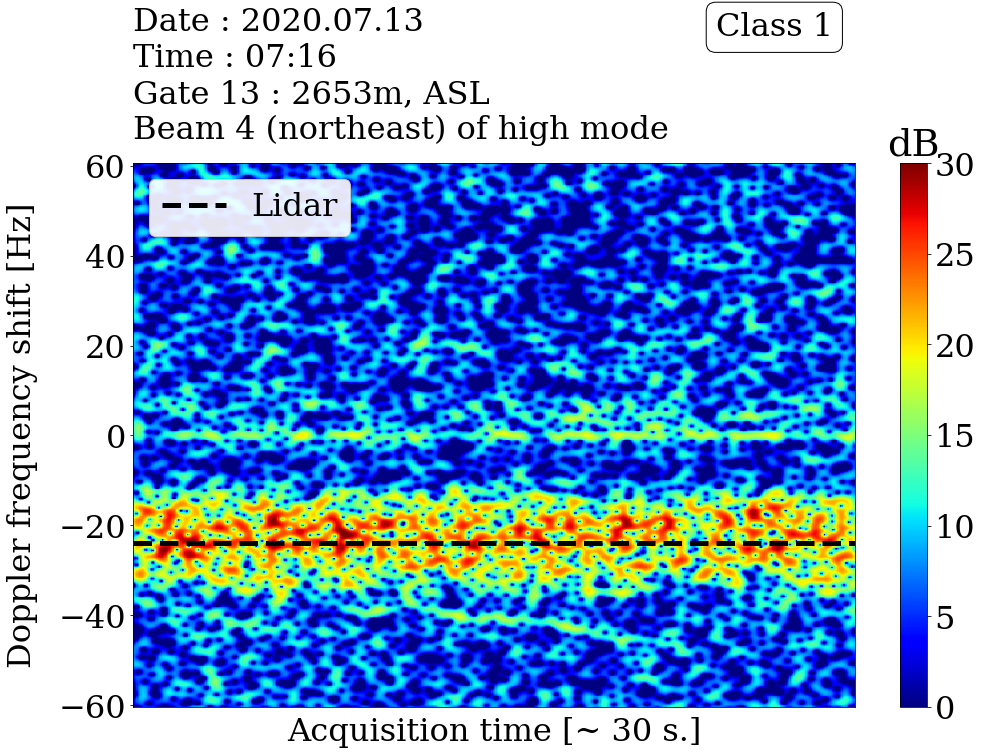 Date : 2020.07.13
Time : 07:16
Gate 13 : 2653m, ASL
Beam 4 (northeast) of high mode
Class 1
dB
Lidar
Doppler frequency shift [Hz]
60
40
20
0
−20
−40
−60
30
25
20
15
10
5
0
Acquisition time [~ 30 s.]